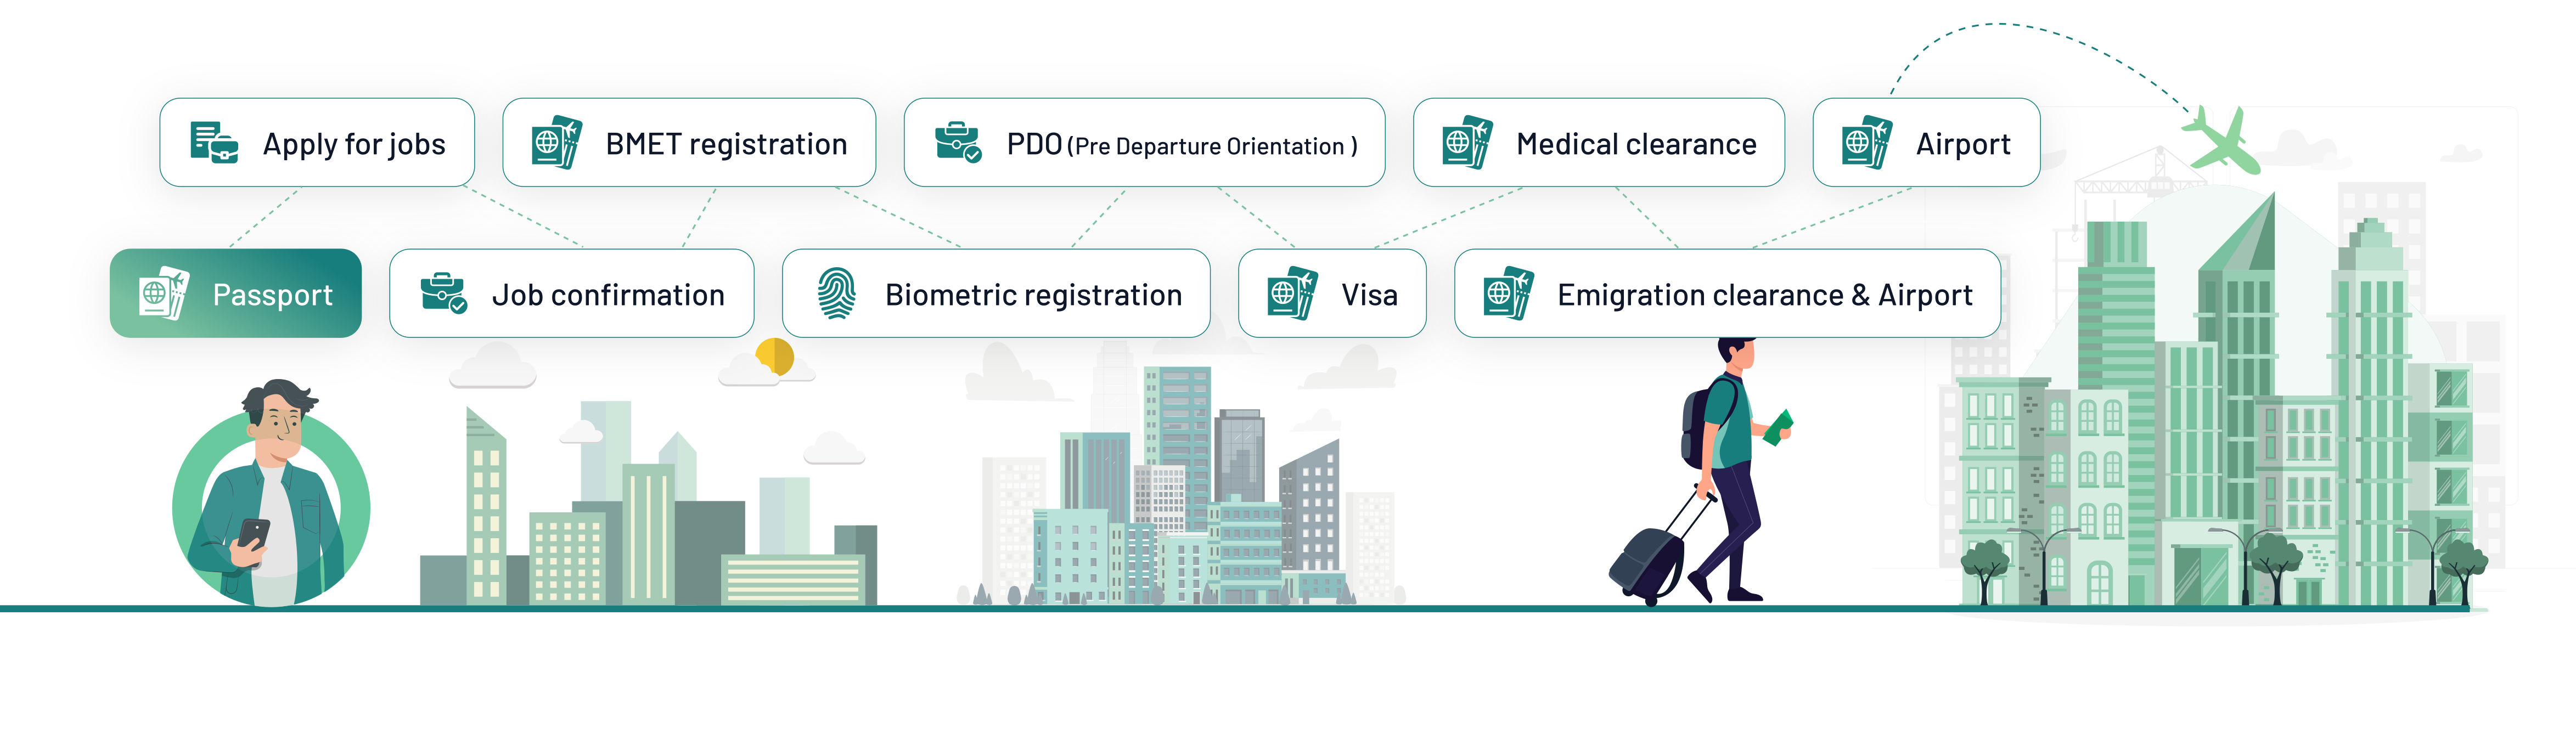 Apply for jobs
BMET registration
PDO (Pre Departure Orientation )
Medical clearance
Airport
Passport
Job confirmation
Biometric registration
Visa
Emigration clearance & Airport